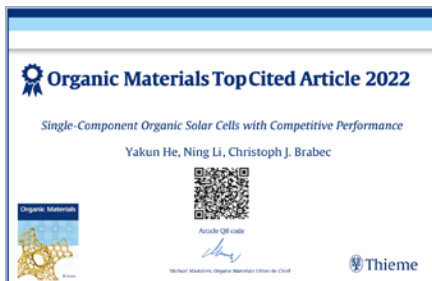 Organic Materials Top Cited Article 2022
Single-Component Organic Solar Cells with Competitive Performance
Yakun He, Ning Li, Christoph J. Brabec
Article QR code
Organic Materials
Thieme